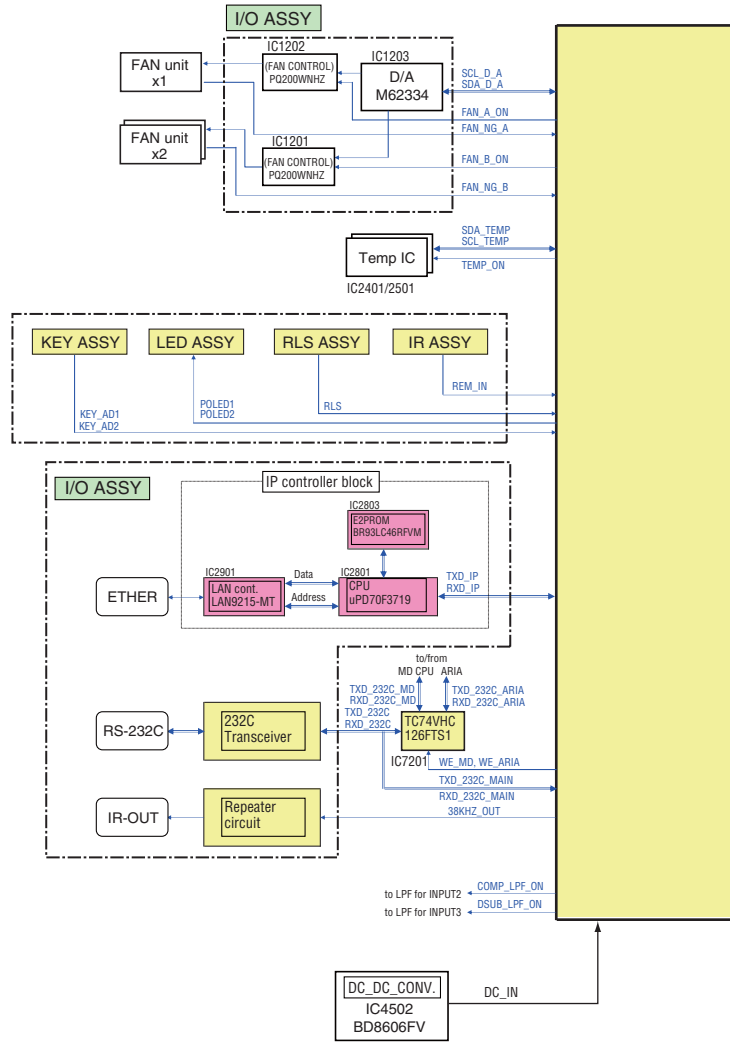 I/O ASSY
IC1202
IC1203
FAN unit
x1
(FAN CONTROL)
PQ200WNHZ
D/A
M62334
SCL_D_A
SDA_D_A
FAN_A_ON
FAN_NG_A
FAN unit
x2
IC1201
(FAN CONTROL)
PQ200WNHZ
FAN_B_ON
FAN_NG_B
Temp IC
IC2401/2501
SDA_TEMP
SCL_TEMP
TEMP_ON
KEY ASSY
LED ASSY
RLS ASSY
IR ASSY
REM_IN
KEY_AD1
KEY_AD2
POLED1
POLED2
RLS
I/O ASSY
IP controller block
IC2803
E2PROM
BR93LC46RFVM
ETHER
IC2901
LAN cont.
LAN9215-MT
Data
Address
IC2801
CPU
uPD70F3719
TXD_IP
RXD_IP
to/from
MD CPU
ARIA
TXD_232C_MD
RXD_232C_MD
TXD_232C_ARIA
RXD_232C_ARIA
TXD_232C
RXD_232C
RS-232C
232C
Transceiver
TC74VHC
126FTS1
IC7201
WE_MD, WE_ARIA
TXD_232C_MAIN
RXD_232C_MAIN
IR-OUT
Repeater
circuit
38KHZ_OUT
to LPF for INPUT2
COMP_LPF_ON
to LPF for INPUT3
DSUB_LPF_ON
DC_DC_CONV.
IC4502
BD8606FV
DC_IN